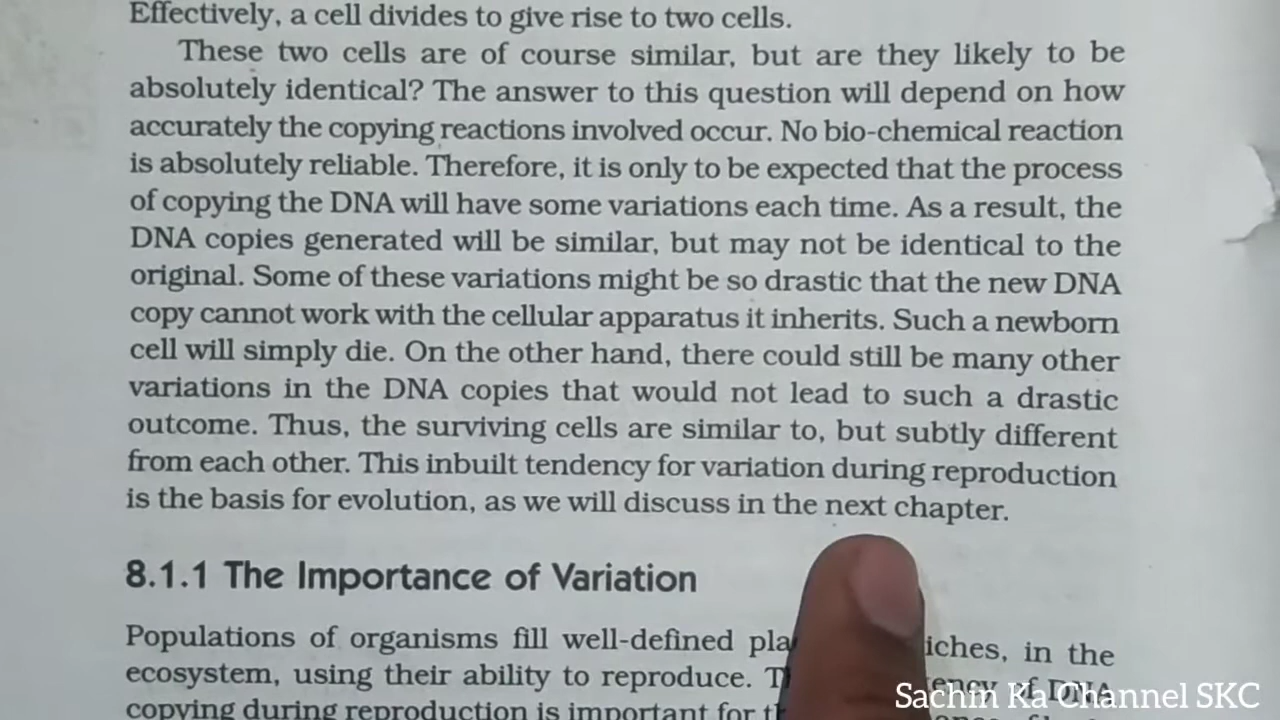 Effectively, a cell divides to give rise to two cells.
These two cells are of course similar, but are they likely to be
absolutely identical? The answer to this question will depend on how
accurately the copying reactions involved occur. No bio-chemical reaction
is absolutely reliable. Therefore, it is only to be expected that the process
of copying the DNA will have some variations each time. As a result, the
DNA copies generated will be similar, but may not be identical to the
original. Some of these variations might be so drastic that the new DNA
copy cannot work with the cellular apparatus it inherits. Such a newborn
cell will simply die. On the other hand, there could still be many other
variations in the DNA copies that would not lead to such a drastic
outcome. Thus, the surviving cells are similar to, but subtly different
from each other. This inbuilt tendency for variation during reproduction
is the basis for evolution, as we will discuss in the next chapter.
8.1.1 The Importance of Variation
Populations of organisms fill well-defined in the
ecosystem, using their ability to reproduce. of DNA
copying during reproduction is important for
Sachin Ka Channel SKC